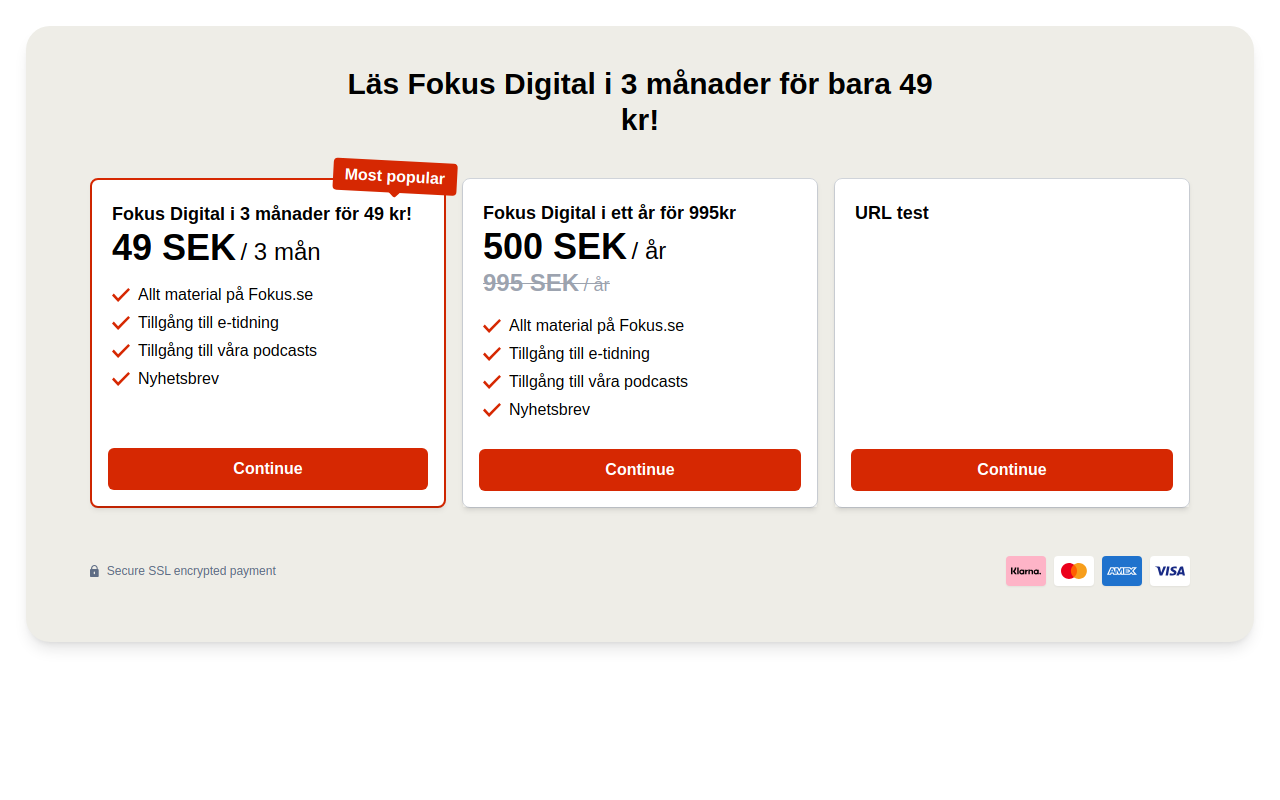 Läs Fokus Digital i 3 månader för bara 49
kr!
Most popular
Fokus Digital i 3 månader för 49 kr!
49 SEK / 3 mån
Allt material på Fokus.se
Tillgång till e-tidning
Tillgång till våra podcasts
Nyhetsbrev
Continue
Fokus Digital i ett år för 995kr
500 SEK / år
995 SEK / år
Allt material på Fokus.se
Tillgång till e-tidning
Tillgång till våra podcasts
Nyhetsbrev
Continue
URL test
Continue
Secure SSL encrypted payment
Klarna.
AMEX
VISA